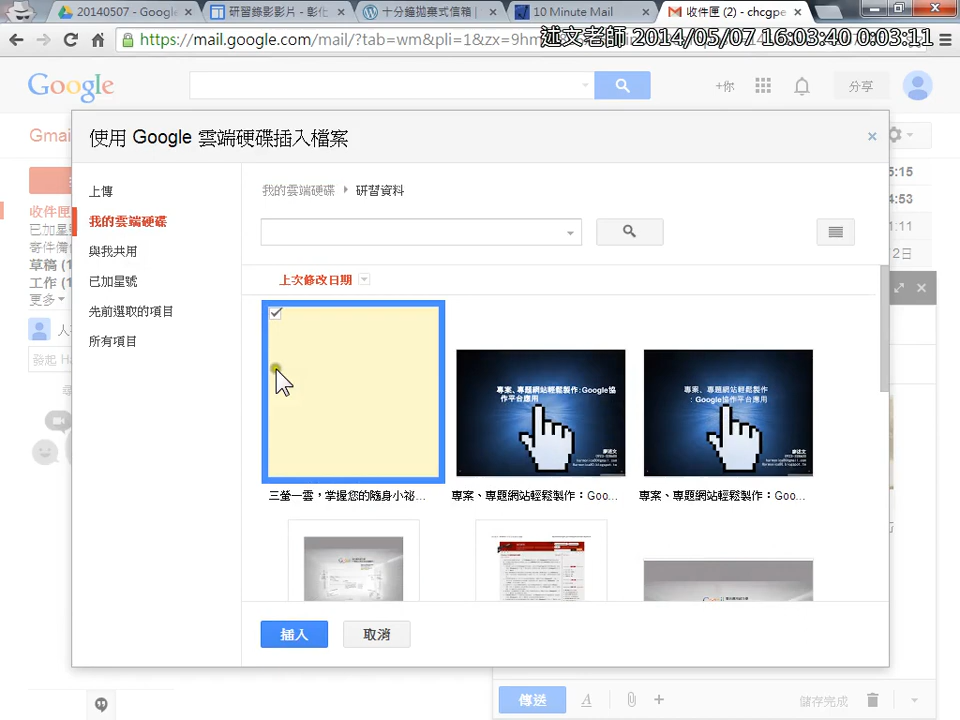 20140507 - Google
研習錄影影片 - 彰化
十分鐘拋棄式信箱 |
10 Minute Mail
收件匣 (2) - chcgpe
https://mail.google.com/mail/?tab=wm&pli=1&zx=9hm
述文老師 2014/05/07 16:03:40 0:03:11
Google
+你
分享
Gmai
使用 Google 雲端硬碟插入檔案
上傳
我的雲端硬碟
與我共用
已加星號
先前選取的項目
所有項目
我的雲端硬碟 研習資料
上次修改日期
三螢一雲，掌握您的隨身小祕...
專案、專題網站輕鬆製作：Goo...
專案、專題網站輕鬆製作：Goo...
專案、專題網站輕鬆製作：Google協
作平台應用
專案、專題網站輕鬆製作
：Google協作平台應用
插入
取消
收件匣
已加星
寄件備
草稿 (1
工作 (1
更多
傳送
儲存完成